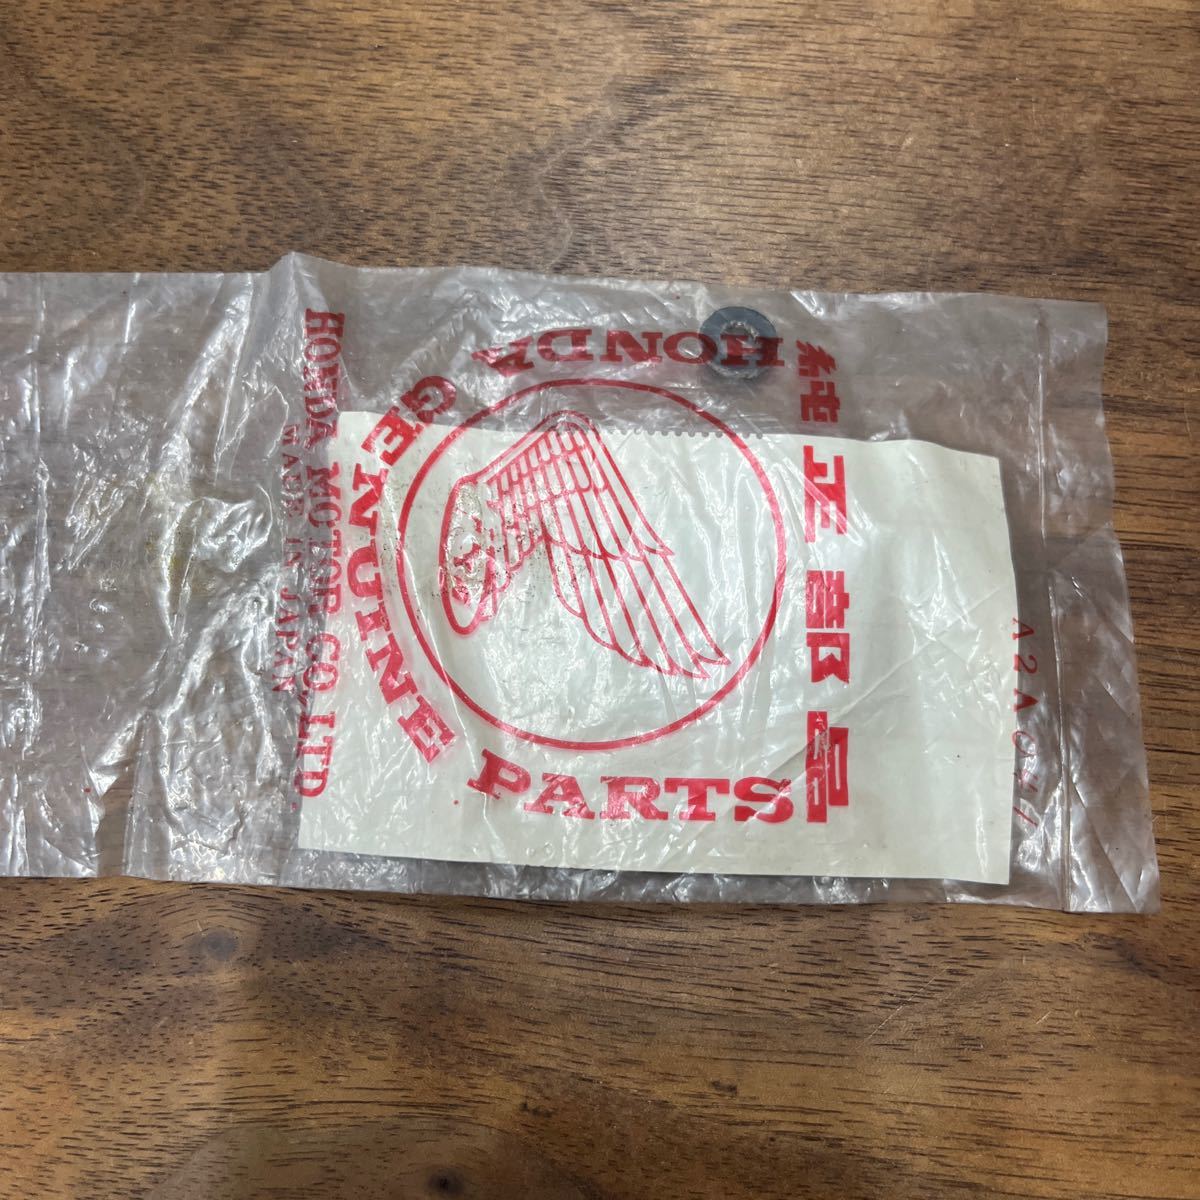 HONDA GENUINE PARTS
純正部品
HONDA MOTOR CO., LTD.
MADE IN JAPAN